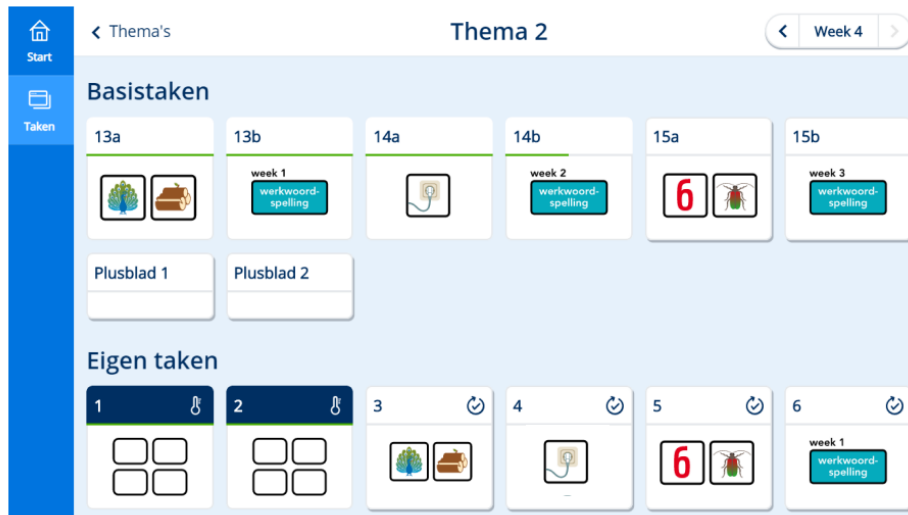 Start
Taken
Thema's
Thema 2
Week 4
Basistaken
13a
13b
14a
14b
15a
15b
week 1
werkwoord-
spelling
week 2
werkwoord-
spelling
6
week 3
werkwoord-
spelling
Plusblad 1
Plusblad 2
Eigen taken
1
2
3
4
5
6
6
week 1
werkwoord-
spelling